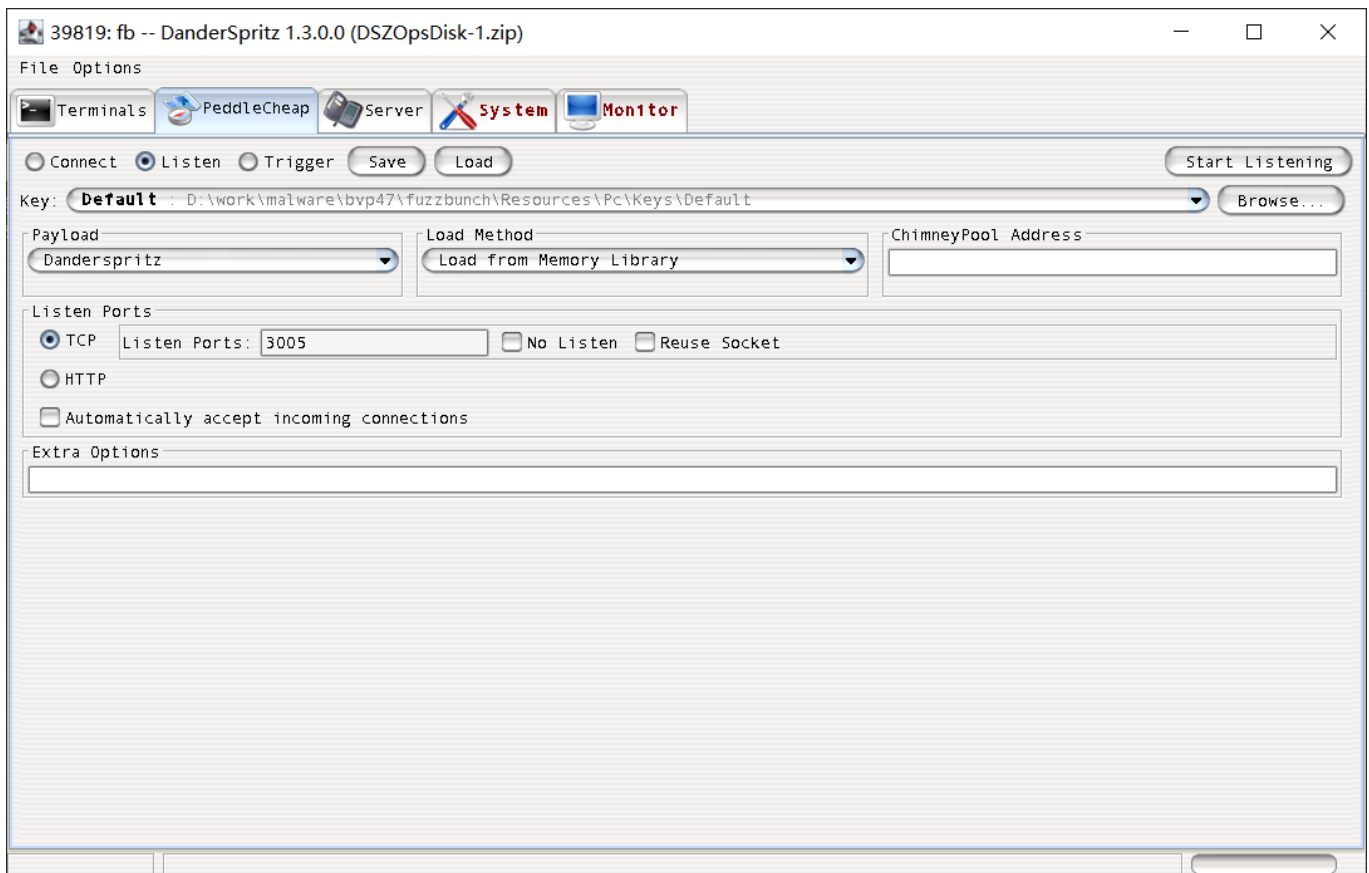 39819: fb -- DanderSpritz 1.3.0.0 (DSZOpsDisk-1.zip)
File Options
Terminals PeddleCheap Server System Monitor
Connect Listen Trigger Save Load Start Listening
Key: Default : D:\work\malware\bvp47\fuzzbunch\Resources\Pc\Keys\Default Browse...
Payload Load Method ChimneyPool Address
Danderspritz Load from Memory Library
Listen Ports
TCP Listen Ports: 3005 No Listen Reuse Socket
HTTP
Automatically accept incoming connections
Extra Options